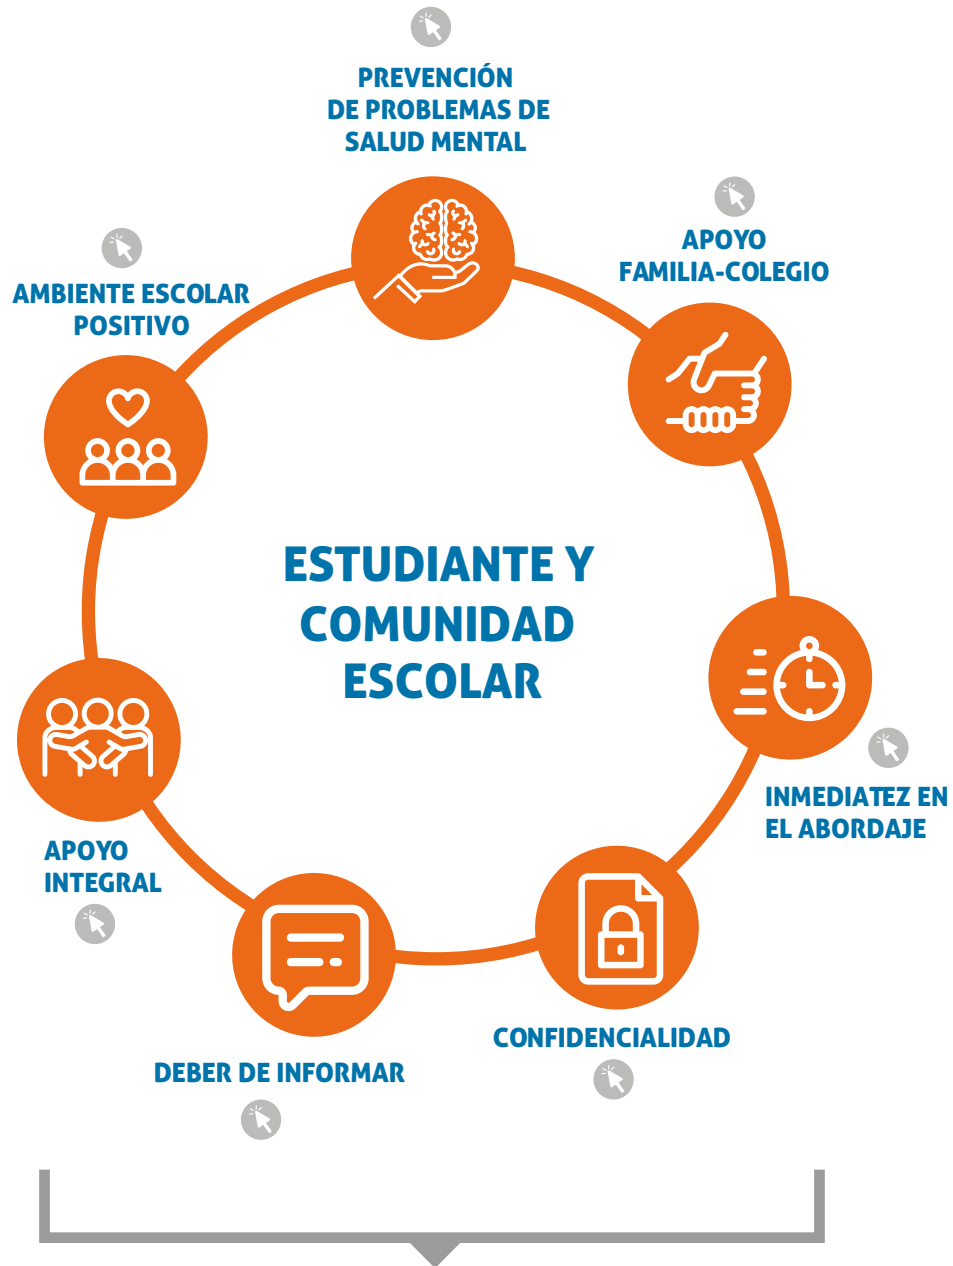 PREVENCIÓN
DE PROBLEMAS DE
SALUD MENTAL
APOYO
FAMILIA-COLEGIO
AMBIENTE ESCOLAR
POSITIVO
ESTUDIANTE Y
COMUNIDAD
ESCOLAR
INMEDIATEZ EN
EL ABORDAJE
APOYO
INTEGRAL
CONFIDENCIALIDAD
DEBER DE INFORMAR